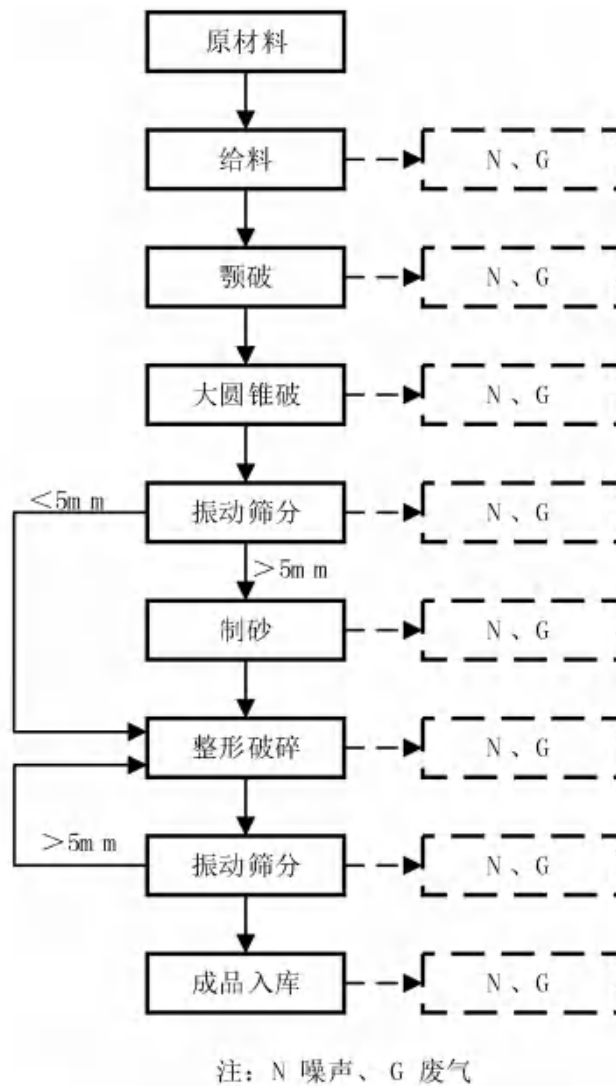 原材料
给料
N、G
颚破
N、G
大圆锥破
N、G
<5mm
振动筛分
N、G
>5mm
制砂
N、G
整形破碎
N、G
>5mm
振动筛分
N、G
成品入库
N、G
注：N 噪声、G 废气